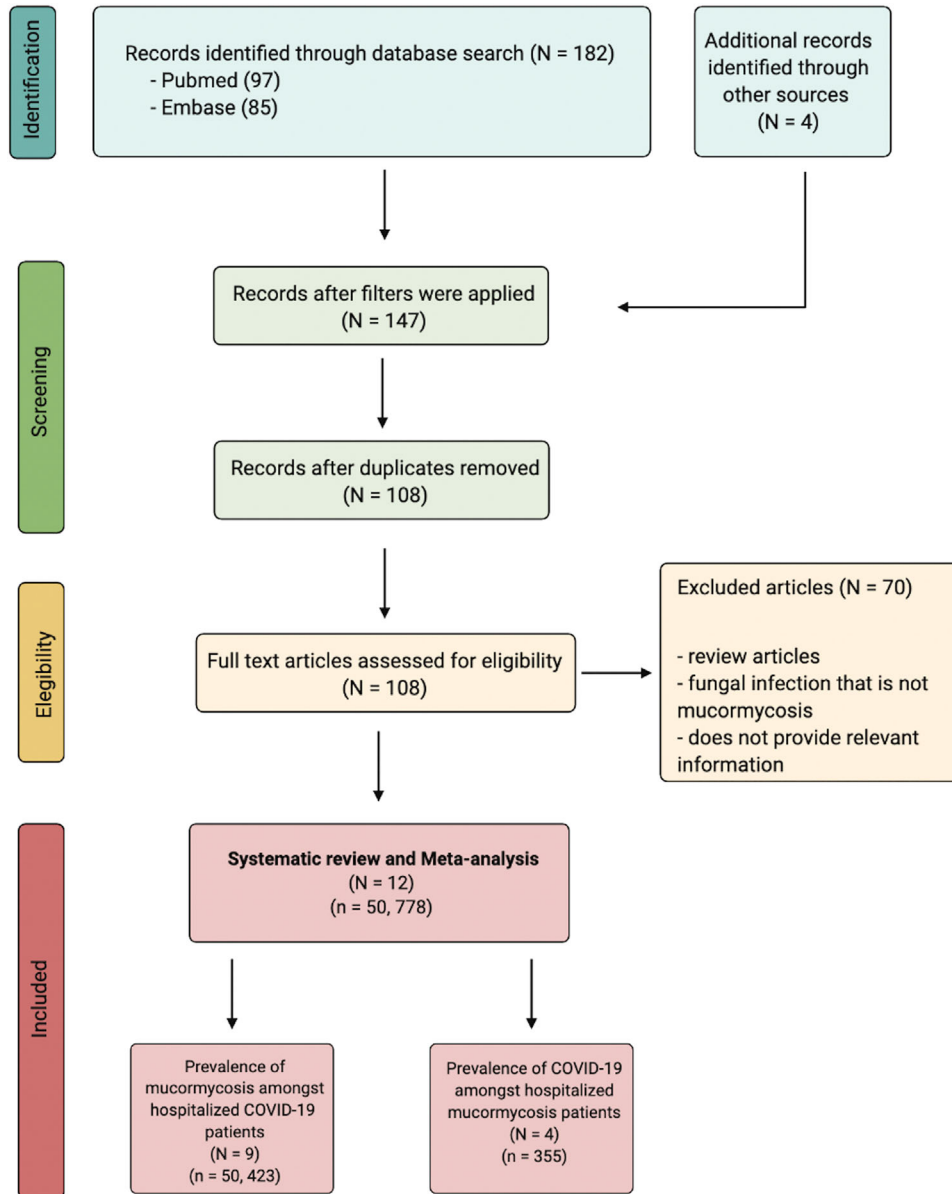 Identification
Records identified through database search (N = 182)
- Pubmed (97)
- Embase (85)
Additional records
identified through
other sources
(N = 4)
Screening
Records after filters were applied
(N = 147)
Records after duplicates removed
(N = 108)
Elegibility
Full text articles assessed for eligibility
(N = 108)
Excluded articles (N = 70)
- review articles
- fungal infection that is not
mucormycosis
- does not provide relevant
information
Included
Systematic review and Meta-analysis
(N = 12)
(n = 50, 778)
Prevalence of
mucormycosis amongst
hospitalized COVID-19
patients
(N = 9)
(n = 50, 423)
Prevalence of COVID-19
amongst hospitalized
mucormycosis patients
(N = 4)
(n = 355)